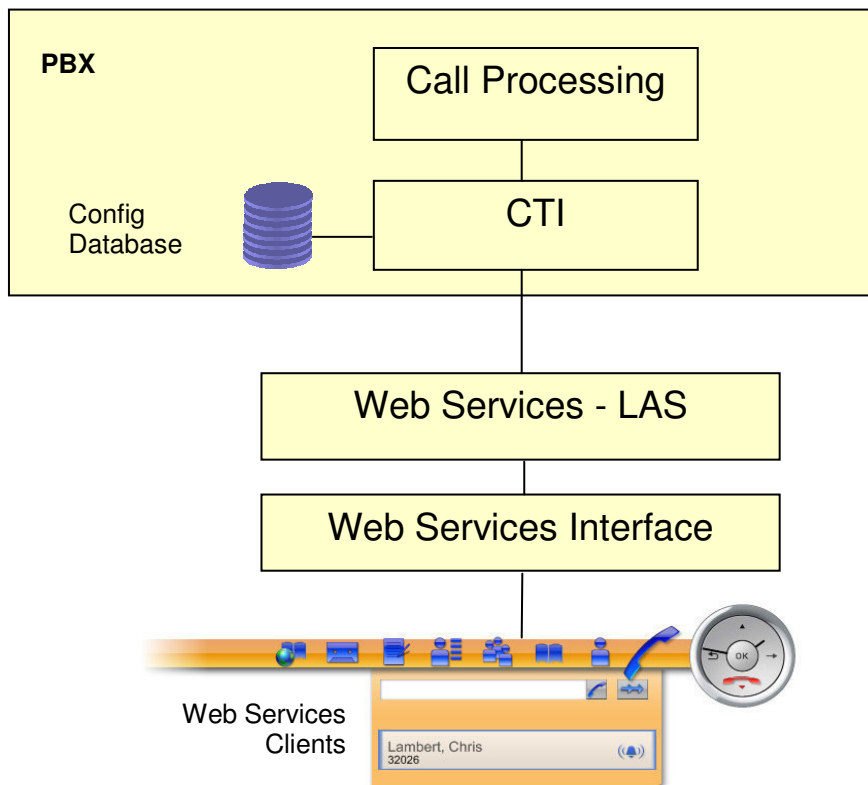 PBX
Call Processing
Config
Database
CTI
Web Services - LAS
Web Services Interface
OK
Web Services
Clients
Lambert, Chris
32026